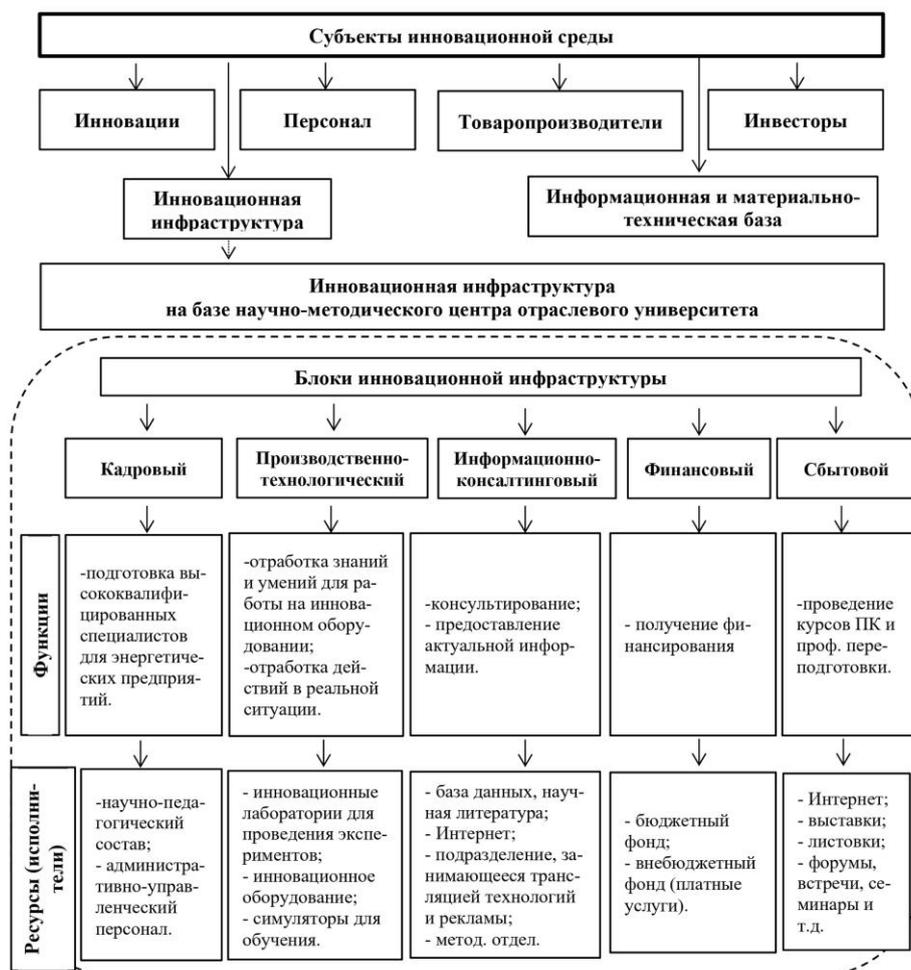 Субъекты инновационной среды
Инновации
Персонал
Товаропроизводители
Инвесторы
Инновационная
инфраструктура
Информационная и материально-
техническая база
Инновационная инфраструктура
на базе научно-методического центра отраслевого университета
Блоки инновационной инфраструктуры
Кадровый
Производственно-
технологический
Информационно-
консалтинговый
Финансовый
Сбытовой
Функции
-подготовка вы-
сококвалифи-
цированных
специалистов
для энергетиче-
ских предприя-
тий.
-отработка знаний
и умений для ра-
боты на иннова-
ционном обору-
довании;
-отработка дей-
ствий в реальной
ситуации.
-консультирование;
- предоставление
актуальной инфор-
мации.
- получение фи-
нансирования
-проведение
курсов ПК и
проф. пере-
подготовки.
Ресурсы (исполни-
тели)
-научно-педа-
гогический
состав;
- администра-
тивно-управ-
ленческий
персонал.
- инновационные
лаборатории для
проведения экспе-
риментов;
- инновационное
оборудование;
- симуляторы для
обучения.
- база данных, науч-
ная литература;
- Интернет;
- подразделение, за-
нимающееся транс-
ляцией технологий
и рекламы;
- метод. отдел.
- бюджетный
фонд;
- внебюджетный
фонд (платные
услуги).
- Интернет;
- выставки;
- листовки;
- форумы,
встречи, се-
минары и
т.д.